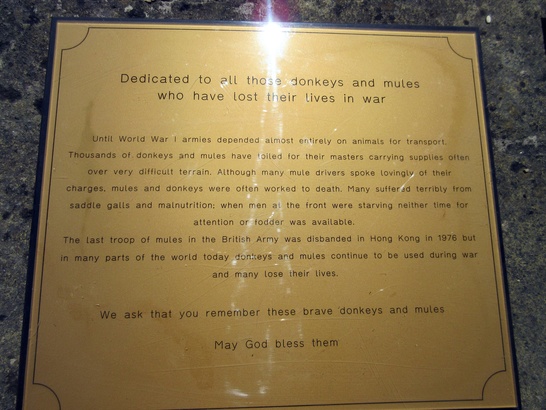 Dedicated to all those donkeys and mules
who have lost their lives in war
Until World War I armies depended almost entirely on animals for transport.
Thousands of donkeys and mules have toiled for their masters carrying supplies often
over very difficult terrain. Although many mule drivers spoke lovingly of their
charges, mules and donkeys were often worked to death. Many suffered terribly from
saddle galls and malnutrition; when men at the front were starving neither time for
attention or fodder was available.
The last troop of mules in the British Army was disbanded in Hong Kong in 1976 but
in many parts of the world today donkeys and mules continue to be used during war
and many lose their lives.
We ask that you remember these brave donkeys and mules
May God bless them